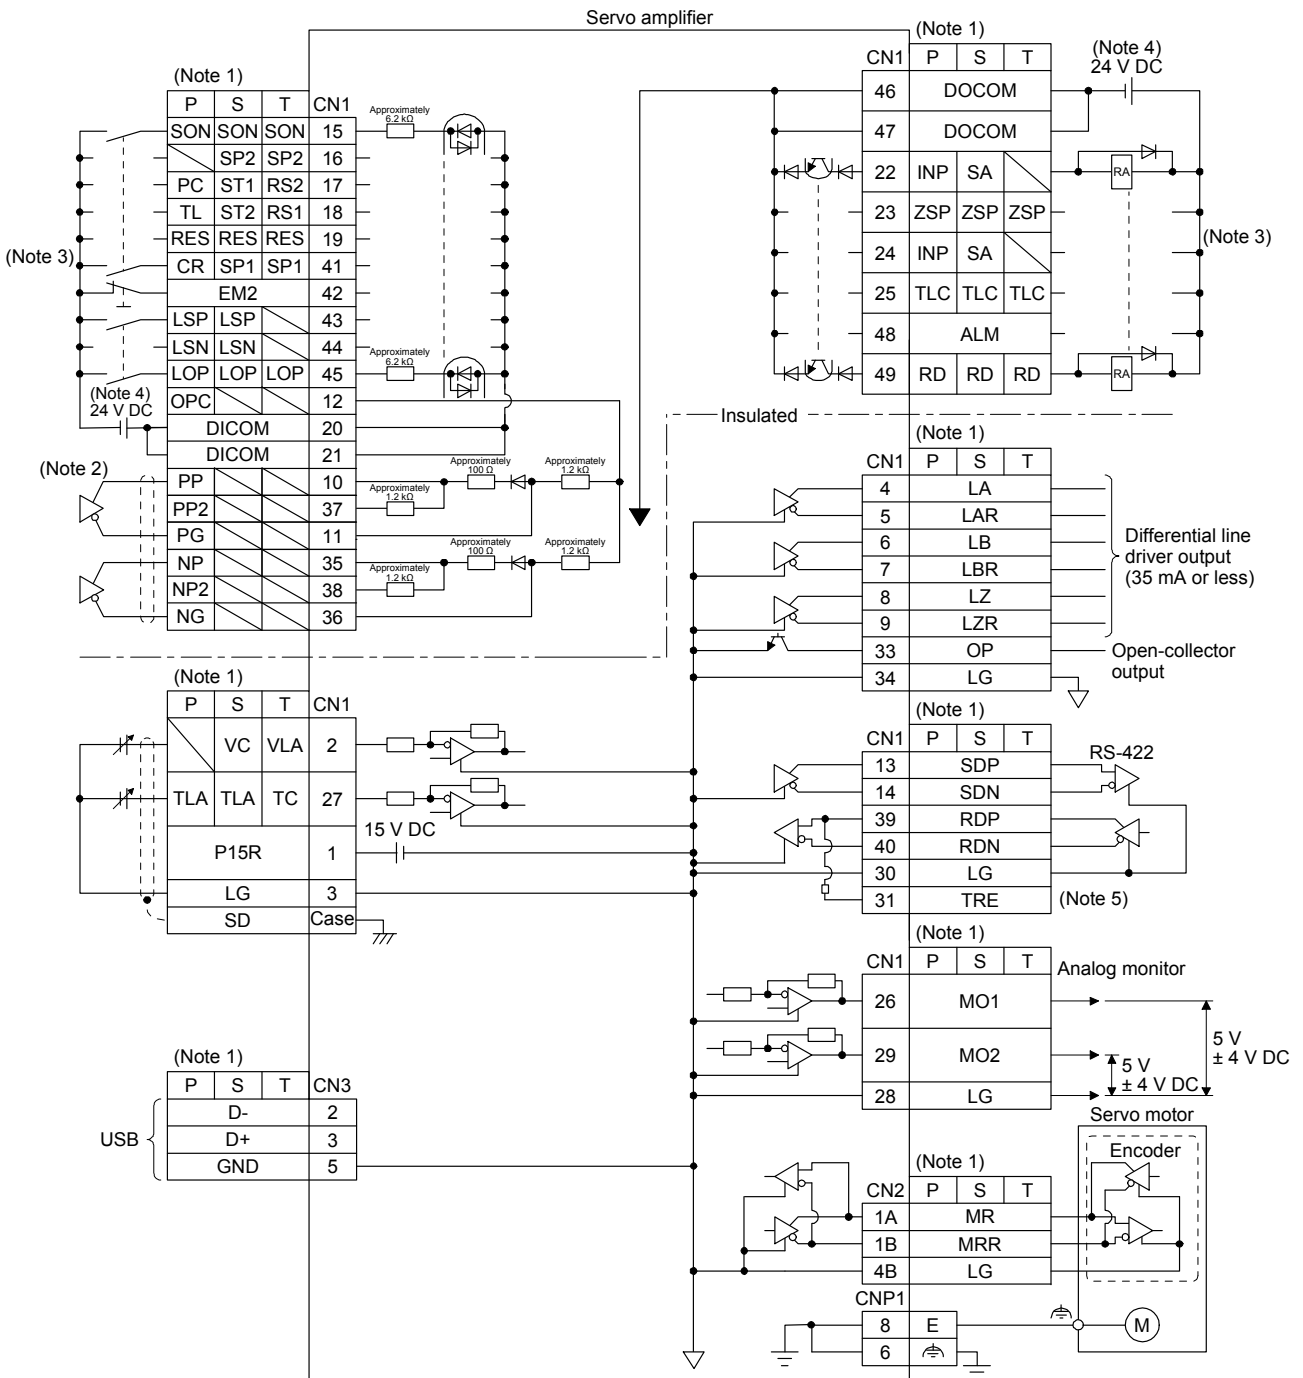 Servo amplifier
(Note 1)
P S T CN1
SON SON SON 15
SP2 SP2 16
PC ST1 RS2 17
TL ST2 RS1 18
RES RES RES 19
CR SP1 SP1 41
EM2 42
LSP LSP 43
LSN LSN 44
LOP LOP LOP 45
OPC 12
DICOM 20
DICOM 21
PP 10
PP2 37
PG 11
NP 35
NP2 38
NG 36
(Note 3)
(Note 4)
24 V DC
(Note 2)
Approximately
6.2 kΩ
Approximately
6.2 kΩ
Approximately
100 Ω
Approximately
1.2 kΩ
Approximately
1.2 kΩ
Approximately
100 Ω
Approximately
1.2 kΩ
Approximately
1.2 kΩ
(Note 1)
CN1 P S T
46 DOCOM
47 DOCOM
22 INP SA
23 ZSP ZSP ZSP
24 INP SA
25 TLC TLC TLC
48 ALM
49 RD RD RD
(Note 4)
24 V DC
RA
RA
(Note 3)
Insulated
(Note 1)
CN1 P S T
4 LA
5 LAR
6 LB
7 LBR
8 LZ
9 LZR
33 OP
34 LG
Differential line
driver output
(35 mA or less)
Open-collector
output
(Note 1)
P S T CN1
VC VLA 2
TLA TLA TC 27
P15R 1
LG 3
SD Case
15 V DC
(Note 1)
CN1 P S T
13 SDP
14 SDN
39 RDP
40 RDN
30 LG
31 TRE
RS-422
(Note 5)
(Note 1)
CN1 P S T
26 MO1
29 MO2
28 LG
Analog monitor
5 V
± 4 V DC
5 V
± 4 V DC
(Note 1)
P S T CN3
D- 2
D+ 3
GND 5
USB
(Note 1)
CN2 P S T
1A MR
1B MRR
4B LG
CNP1
8 E
6
Servo motor
Encoder
M